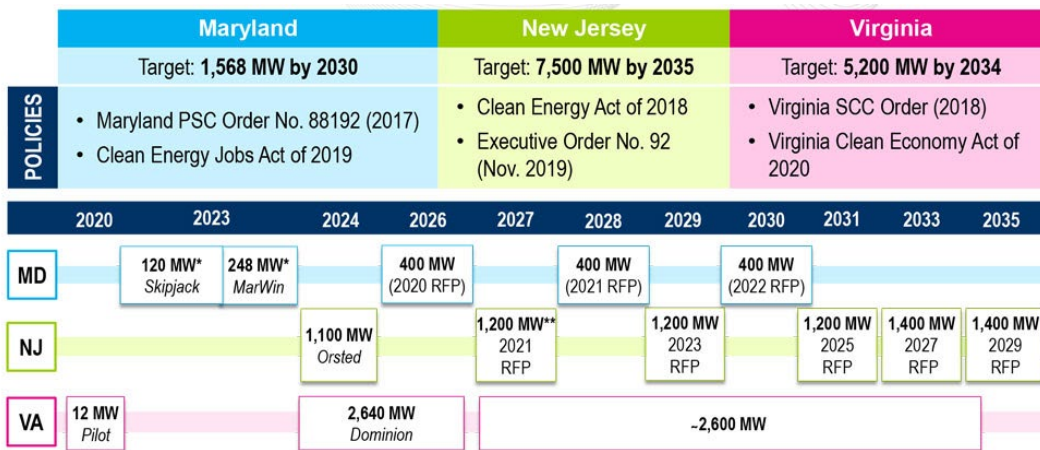 Maryland
New Jersey
Virginia
Target: 1,568 MW by 2030
Target: 7,500 MW by 2035
Target: 5,200 MW by 2034
POLICIES
• Maryland PSC Order No. 88192 (2017)
• Clean Energy Jobs Act of 2019
• Clean Energy Act of 2018
• Executive Order No. 92
(Nov. 2019)
• Virginia SCC Order (2018)
• Virginia Clean Economy Act of
2020
2020 2023 2024 2026 2027 2028 2029 2030 2031 2033 2035
MD
120 MW*
Skipjack
248 MW*
MarWin
400 MW
(2020 RFP)
400 MW
(2021 RFP)
400 MW
(2022 RFP)
NJ
1,100 MW
Orsted
1,200 MW**
2021
RFP
1,200 MW
2023
RFP
1,200 MW
2025
RFP
1,400 MW
2027
RFP
1,400 MW
2029
RFP
VA
12 MW
Pilot
2,640 MW
Dominion
~2,600 MW